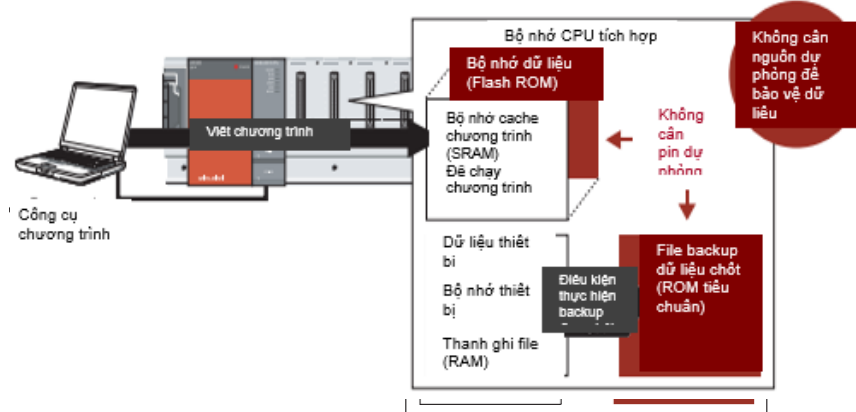 Bộ nhớ CPU tích hợp
Không cần
nguồn dự
phòng để
bảo vệ dữ
liệu
Bộ nhớ dữ liệu
(Flash ROM)
Bộ nhớ cache
chương trình
(SRAM)
Để chạy
chương trình
Không
cần
pin dự
phòng
Viết chương trình
Công cụ
chương trình
Dữ liệu thiết
bị
Bộ nhớ thiết
bị
Thanh ghi file
(RAM)
Điều kiện
thực hiện
backup
File backup
dữ liệu chốt
(ROM tiêu
chuẩn)